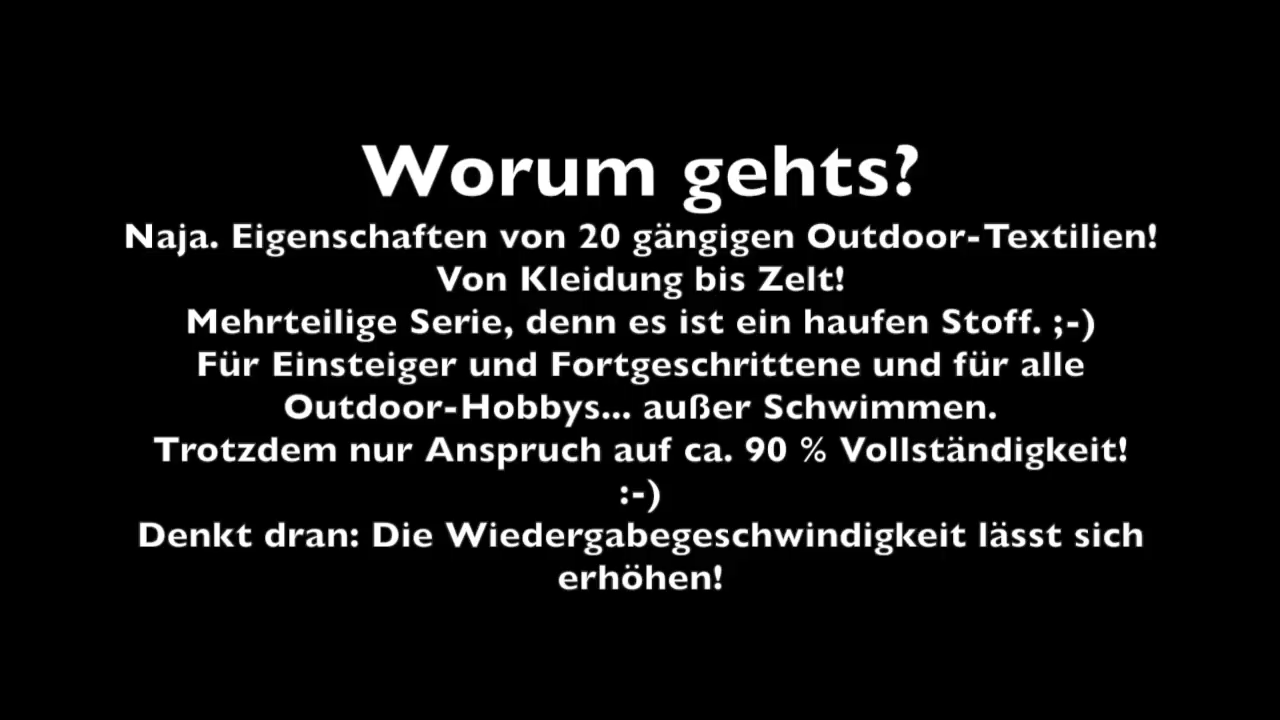 Worum gehts?
Naja. Eigenschaften von 20 gängigen Outdoor-Textilien!
Von Kleidung bis Zelt!
Mehrteilige Serie, denn es ist ein haufen Stoff. ;-)
Für Einsteiger und Fortgeschrittene und für alle
Outdoor-Hobbys... außer Schwimmen.
Trotzdem nur Anspruch auf ca. 90 % Vollständigkeit!
:-)
Denkt dran: Die Wiedergabegeschwindigkeit lässt sich
erhöhen!